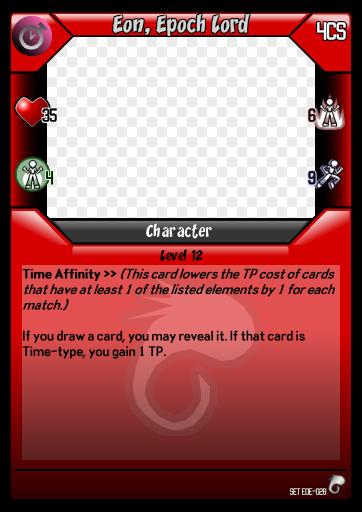 Eon, Epoch Lord
4CS
35
6
4
9
Character
Level 12
Time Affinity >> (This card lowers the TP cost of cards
that have at least 1 of the listed elements by 1 for each
match.)
If you draw a card, you may reveal it. If that card is
Time-type, you gain 1 TP.
SET EOE-028